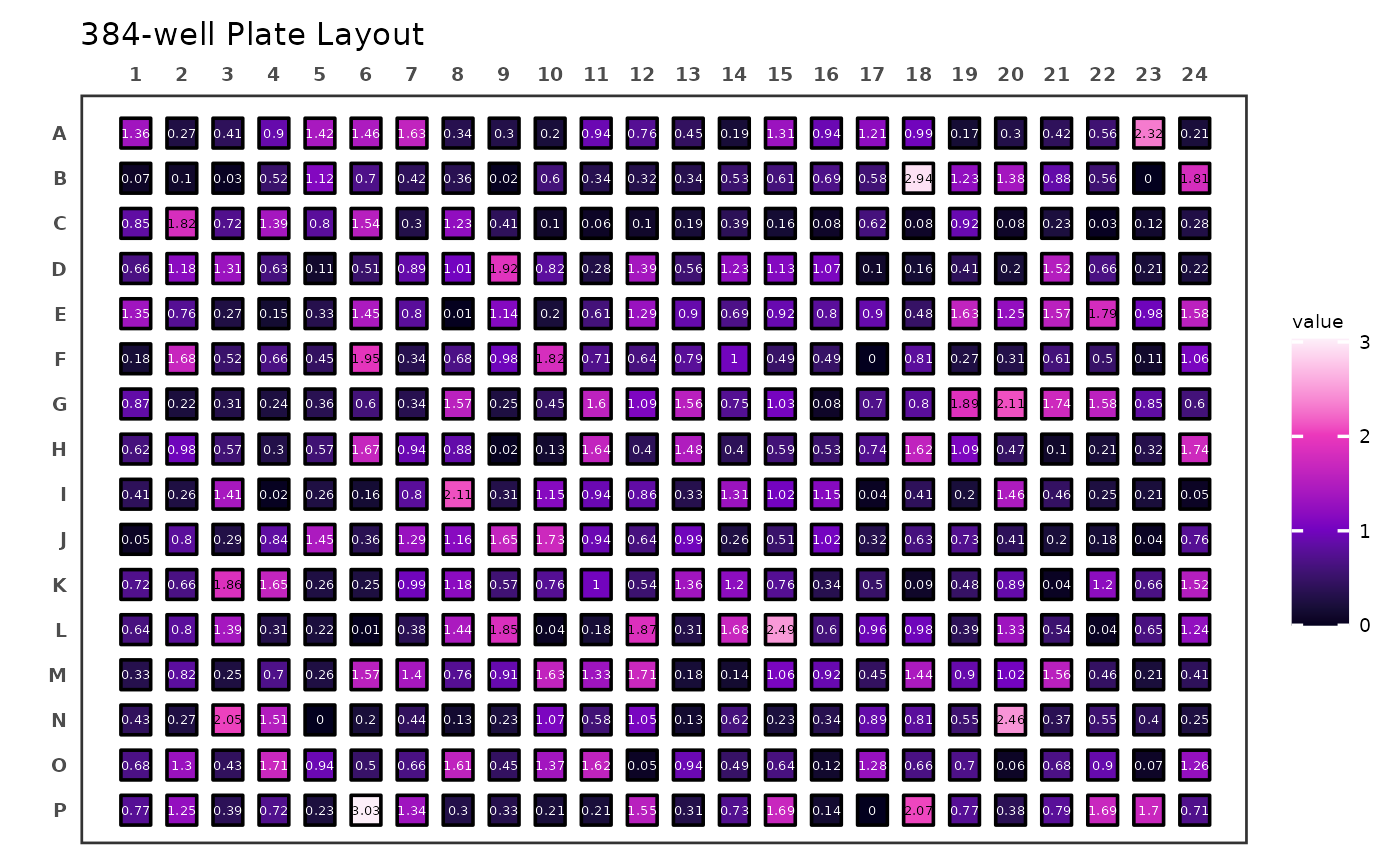 384-well Plate Layout
1 2 3 4 5 6 7 8 9 10 11 12 13 14 15 16 17 18 19 20 21 22 23 24
A 1.36 0.27 0.41 0.9 1.42 1.46 1.63 0.34 0.3 0.2 0.94 0.76 0.45 0.19 1.31 0.94 1.21 0.99 0.17 0.3 0.42 0.56 2.32 0.21
B 0.07 0.1 0.03 0.52 1.12 0.7 0.42 0.36 0.02 0.6 0.34 0.32 0.34 0.53 0.61 0.69 0.58 2.94 1.23 1.38 0.88 0.56 0 1.81
C 0.85 1.82 0.72 1.39 0.8 1.54 0.3 1.23 0.41 0.1 0.06 0.1 0.19 0.39 0.16 0.08 0.62 0.08 0.92 0.08 0.23 0.03 0.12 0.28
D 0.66 1.18 1.31 0.63 0.11 0.51 0.89 1.01 1.92 0.82 0.28 1.39 0.56 1.23 1.13 1.07 0.1 0.16 0.41 0.2 1.52 0.66 0.21 0.22
E 1.35 0.76 0.27 0.15 0.33 1.45 0.8 0.01 1.14 0.2 0.61 1.29 0.9 0.69 0.92 0.8 0.9 0.48 1.63 1.25 1.57 1.79 0.98 1.58
value
F 0.18 1.68 0.52 0.66 0.45 1.95 0.34 0.68 0.98 1.82 0.71 0.64 0.79 1 0.49 0.49 0 0.81 0.27 0.31 0.61 0.5 0.11 1.06
3
G 0.87 0.22 0.31 0.24 0.36 0.6 0.34 1.57 0.25 0.45 1.6 1.09 1.56 0.75 1.03 0.08 0.7 0.8 1.89 2.11 1.74 1.58 0.85 0.6
2
H 0.62 0.98 0.57 0.3 0.57 1.67 0.94 0.88 0.02 0.13 1.64 0.4 1.48 0.4 0.59 0.53 0.74 1.62 1.09 0.47 0.1 0.21 0.32 1.74
I 0.41 0.26 1.41 0.02 0.26 0.16 0.8 2.11 0.31 1.15 0.94 0.86 0.33 1.31 1.02 1.15 0.04 0.41 0.2 1.46 0.46 0.25 0.21 0.05
1
J 0.05 0.8 0.29 0.84 1.45 0.36 1.29 1.16 1.65 1.73 0.94 0.64 0.99 0.26 0.51 1.02 0.32 0.63 0.73 0.41 0.2 0.18 0.04 0.76
K 0.72 0.66 1.86 1.65 0.26 0.25 0.99 1.18 0.57 0.76 1 0.54 1.36 1.2 0.76 0.34 0.5 0.09 0.48 0.89 0.04 1.2 0.66 1.52
0
L 0.64 0.8 1.39 0.31 0.22 0.01 0.38 1.44 1.85 0.04 0.18 1.87 0.31 1.68 2.49 0.6 0.96 0.98 0.39 1.33 0.54 0.04 0.65 1.24
M 0.33 0.82 0.25 0.7 0.26 1.57 1.4 0.76 0.91 1.63 1.33 1.71 0.18 0.14 1.06 0.92 0.45 1.44 0.9 1.02 1.56 0.46 0.21 0.41
N 0.43 0.27 2.05 1.51 0 0.2 0.44 0.13 0.23 1.07 0.58 1.05 0.13 0.62 0.23 0.34 0.89 0.81 0.55 2.46 0.37 0.55 0.4 0.25
O 0.68 1.3 0.43 1.71 0.94 0.5 0.66 1.61 0.45 1.37 1.62 0.05 0.94 0.49 0.64 0.12 1.28 0.66 0.7 0.06 0.68 0.9 0.07 1.26
P 0.77 1.25 0.39 0.72 0.23 3.03 1.34 0.3 0.33 0.21 0.21 1.55 0.31 0.73 1.69 0.14 0 2.07 0.77 0.38 0.79 1.69 1.7 0.71